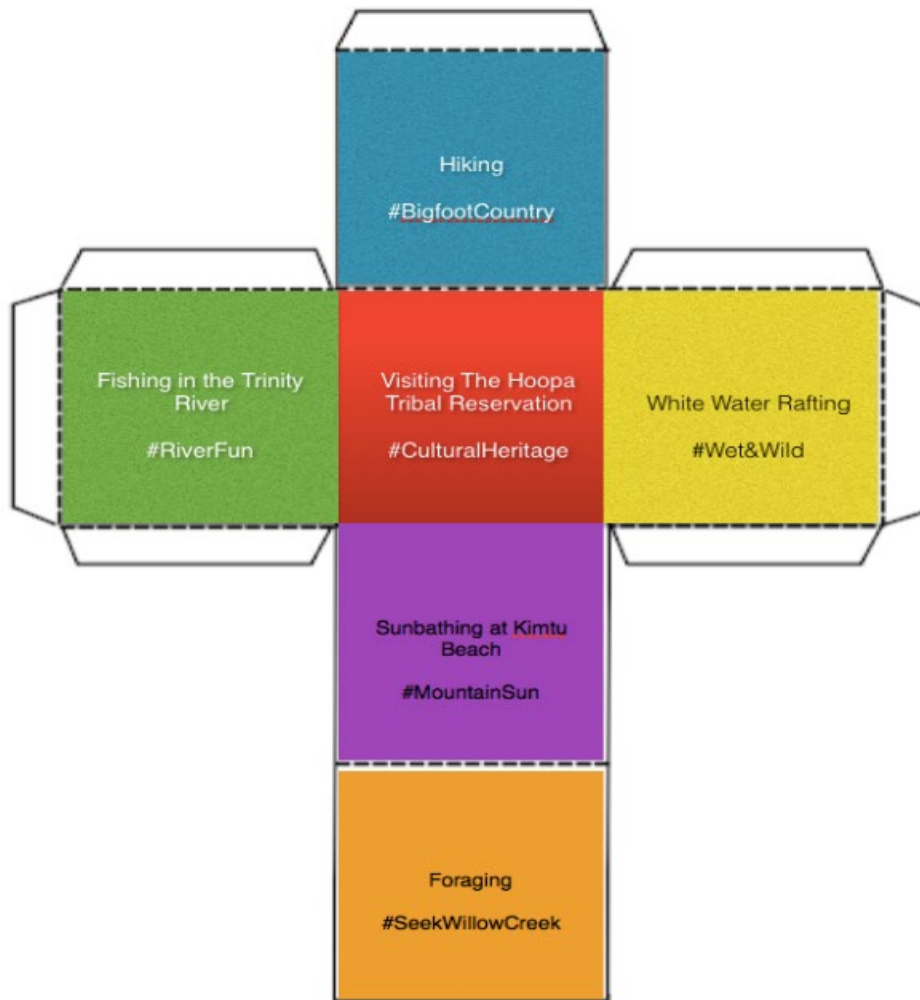 Hiking
#BigfootCountry
Fishing in the Trinity
River
#RiverFun
Visiting The Hoopa
Tribal Reservation
#CulturalHeritage
White Water Rafting
#Wet&Wild
Sunbathing at Kimtu
Beach
#MountainSun
Foraging
#SeekWillowCreek